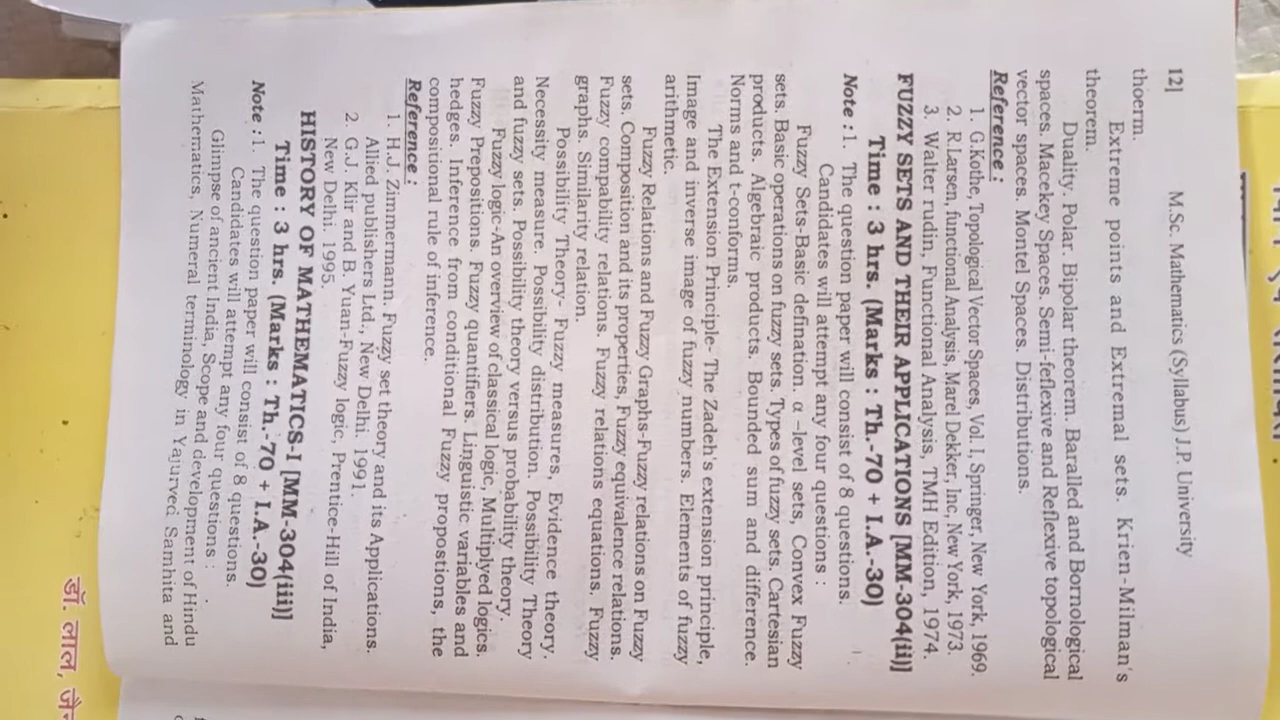 12] M.Sc. Mathematics (Syllabus) J.P. University
thoerm.
Extreme points and Extremal sets. Krien-Milman's
theorem.
Duality. Polar. Bipolar theorem. Baralled and Bornological
spaces. Macekey Spaces. Semi-feflexive and Reflexive topological
vector spaces. Montel Spaces. Distributions.
Reference :
1. G.Kothe, Topological Vector Spaces, Vol. I, Springer, New York, 1969.
2. R.Larsen, functional Analysis, Marel Dekker, Inc, New York, 1973.
3. Walter rudin, Functional Analysis, TMH Edition, 1974.
FUZZY SETS AND THEIR APPLICATIONS [MM-304(ii)]
Time : 3 hrs. (Marks : Th.-70 + I.A.-30)
Note : 1. The question paper will consist of 8 questions.
Candidates will attempt any four questions :
Fuzzy Sets-Basic defination. α -level sets, Convex Fuzzy
sets. Basic operations on fuzzy sets. Types of fuzzy sets. Cartesian
products. Algebraic products. Bounded sum and difference.
Norms and t-conforms.
The Extension Principle- The Zadeh's extension principle,
Image and inverse image of fuzzy numbers. Elements of fuzzy
arithmetic.
Fuzzy Relations and Fuzzy Graphs-Fuzzy relations on Fuzzy
sets. Composition and its properties, Fuzzy equivalence relations.
Fuzzy compability relations. Fuzzy relations equations. Fuzzy
graphs. Similarity relation.
Possibility Theory- Fuzzy measures, Evidence theory.
Necessity measure. Possibility distribution. Possibility Theory
and fuzzy sets. Possibility theory versus probability theory.
Fuzzy logic-An overview of classical logic, Multiplyed logics.
Fuzzy Prepositions. Fuzzy quantifiers. Linguistic variables and
hedges. Inference from conditional Fuzzy propostions, the
compositional rule of inference.
Reference :
1. H.J. Zimmermann. Fuzzy set theory and its Applications.
Allied publishers Ltd., New Delhi. 1991.
2. G.J. Klir and B. Yuan-Fuzzy logic, Prentice-Hill of India,
New Delhi. 1995.
HISTORY OF MATHEMATICS-I [MM-304(iii)]
Time : 3 hrs. (Marks : Th.-70 + I.A.-30)
Note : 1. The question paper will consist of 8 questions.
Candidates will attempt any four questions :
Glimpse of ancient India, Scope and development of Hindu
Mathematics, Numeral terminology in Yajurved Samhita and
डॉ. लाल,